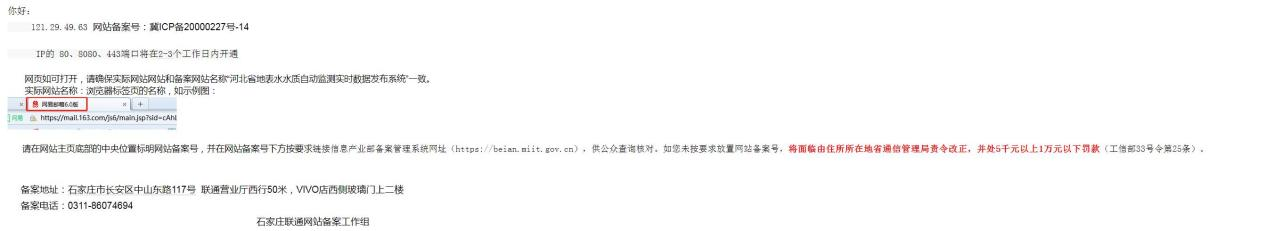 你好：
121.29.49.63 网站备案号：冀ICP备20000227号-14
IP的 80、8080、443端口将在2-3个工作日内开通
网页如可打开，请确保实际网站网站和备案网站名称“河北省地表水水质自动监测实时数据发布系统”一致。
实际网站名称：浏览器标签页的名称，如示例图：
× 网易邮箱6.0版 × +
网易 https://mail.163.com/js6/main.jsp?sid=cAhl
请在网站主页底部的中央位置标明网站备案号，并在网站备案号下方按要求链接信息产业部备案管理系统网址（https://beian.miit.gov.cn），供公众查询核对。如您未按要求放置网站备案号，将面临由住所所在地省通信管理局责令改正，并处5千元以上1万元以下罚款（工信部33号令第25条）。
备案地址：石家庄市长安区中山东路117号 联通营业厅西行50米，VIVO店西侧玻璃门上二楼
备案电话：0311-86074694
石家庄联通网站备案工作组